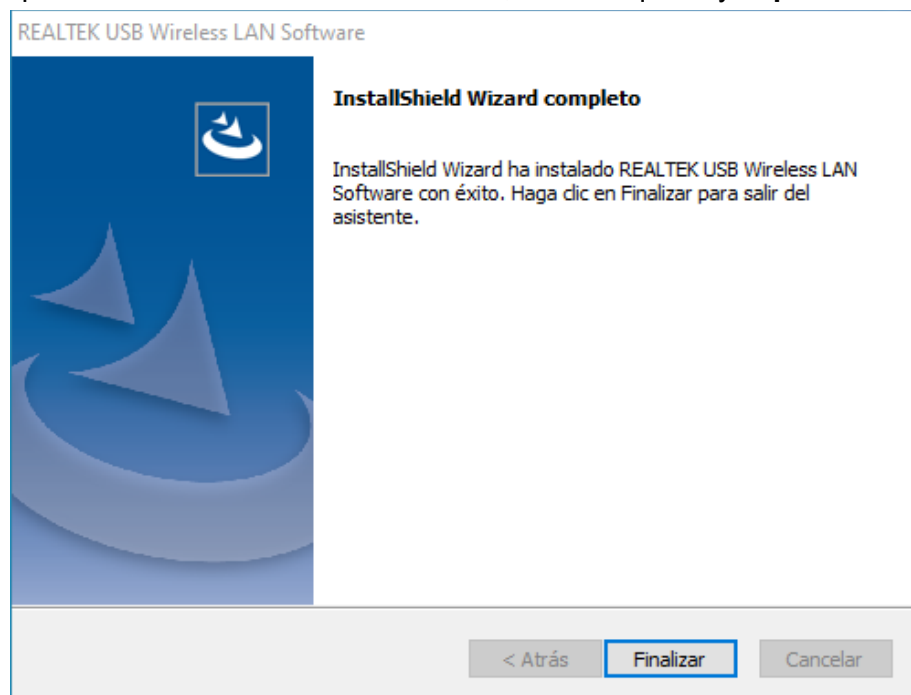 REALTEK USB Wireless LAN Software
InstallShield Wizard completo
InstallShield Wizard ha instalado REALTEK USB Wireless LAN
Software con éxito. Haga clic en Finalizar para salir del
asistente.
< Atrás
Finalizar
Cancelar